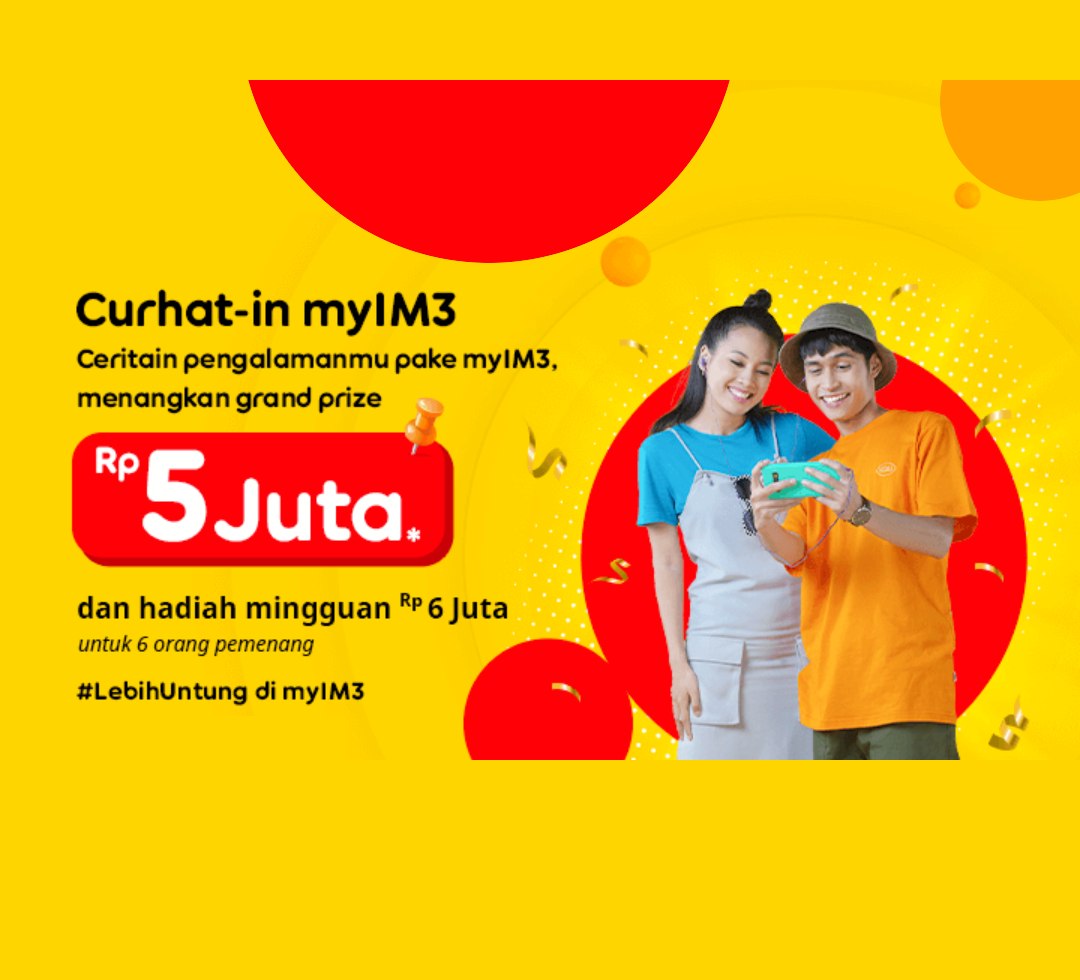 Curhat-in myIM3
Ceritain pengalamanmu pake myIM3,
menangkan grand prize
Rp 5 Juta*
dan hadiah mingguan Rp 6 Juta
untuk 6 orang pemenang
#LebihUntung di myIM3